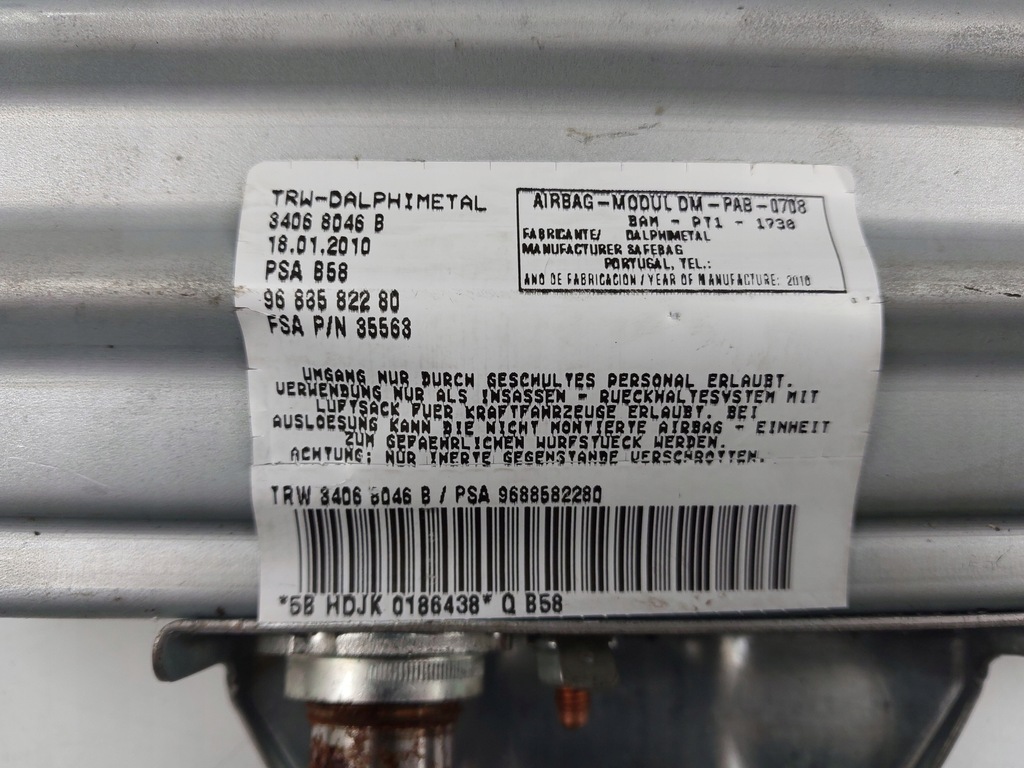 TRW-DALPHIMETAL
3406 8046 B
18.01.2010
PSA B58
96 835 822 80
FSA P/N 35563
AIRBAG-MODUL DM-PAB-0708
BAM - PT1 - 1738
FABRICANTE/ DALPHIMETAL
MANUFACTURER SAFEBAG
PORTUGAL, TEL.:
ANO DE FABRICACION / YEAR OF MANUFACTURE: 2010
UMGANG NUR DURCH GESCHULTES PERSONAL ERLAUBT.
VERWENDUNG NUR ALS INSASSEN - RUECKHALTESYSTEM MIT
LUFTSACK FUER KRAFTFAHRZEUGE ERLAUBT. BEI
AUSLOESUNG KANN DIE NICHT MONTIERTE AIRBAG - EINHEIT
ZUM GEFAEHRLICHEN WURFSTUECK WERDEN.
ACHTUNG: NUR INERTE GEGENSTANDE VERSCHROTTEN.
TRW 3406 8046 B / PSA 9683582280
*5B HDJK 0186438* Q B58